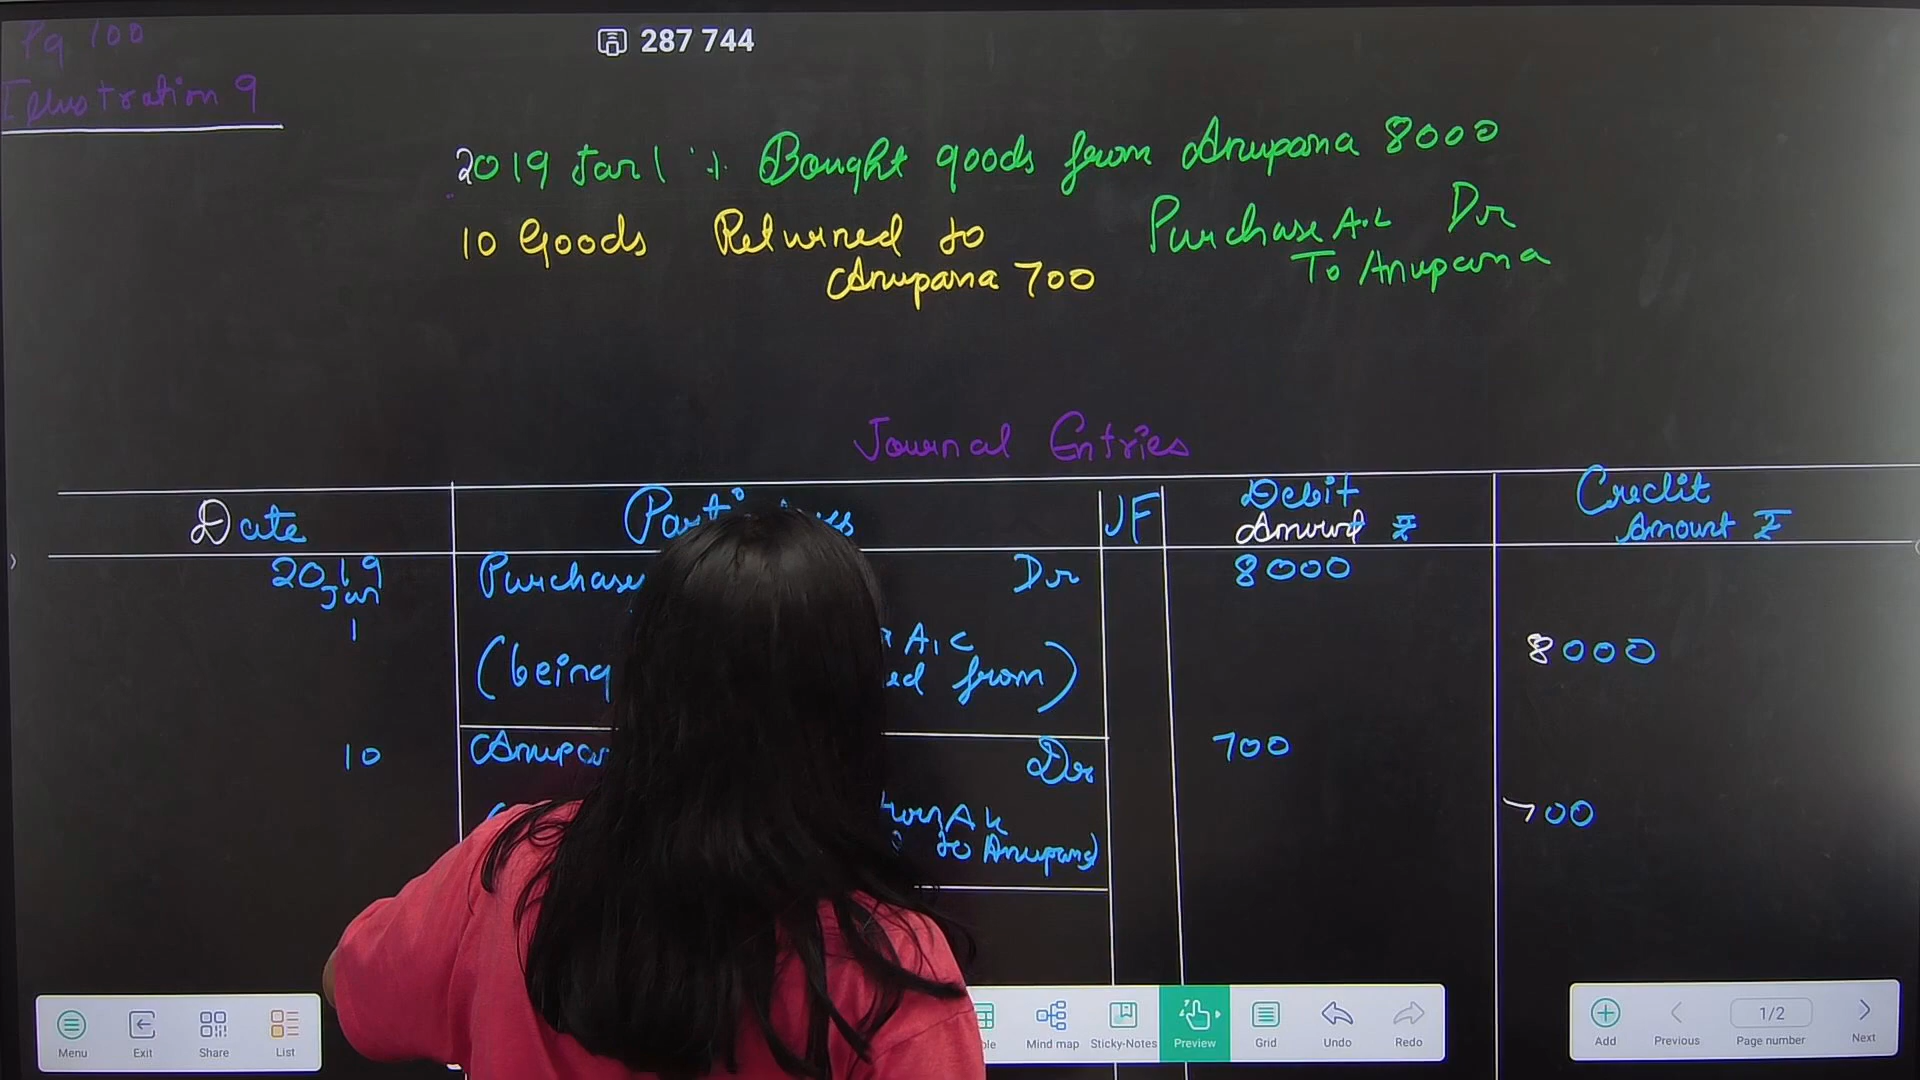 Pg 100
287 744
Illustration 9
2019 Jan 1 :- Bought goods from Anupama 8000
10 Goods Returned to
Anupama 700
Purchase A/c Dr
To Anupama
Journal Entries
Date
JF
Debit
Amount ₹
Credit
Amount ₹
2019
Jan
1
Purchase
Dr
8000
A/c
8000
(being
from)
10
Dr
700
A/c
700
to Anupama)
Menu
Exit
Share
List
Mind map
Sticky-Notes
Preview
Grid
Undo
Redo
Add
Previous
1/2
Page number
Next